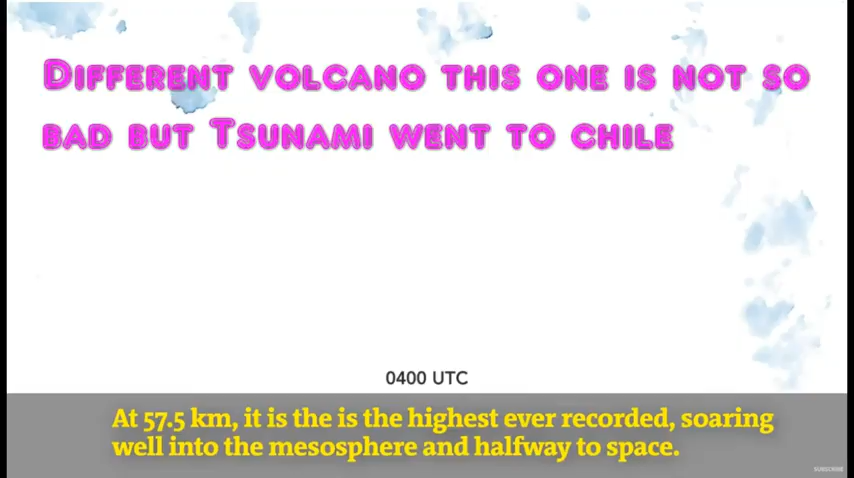 Different volcano this one is not so
bad but Tsunami went to chile
0400 UTC
At 57.5 km, it is the is the highest ever recorded, soaring
well into the mesosphere and halfway to space.
SUBSCRIBE